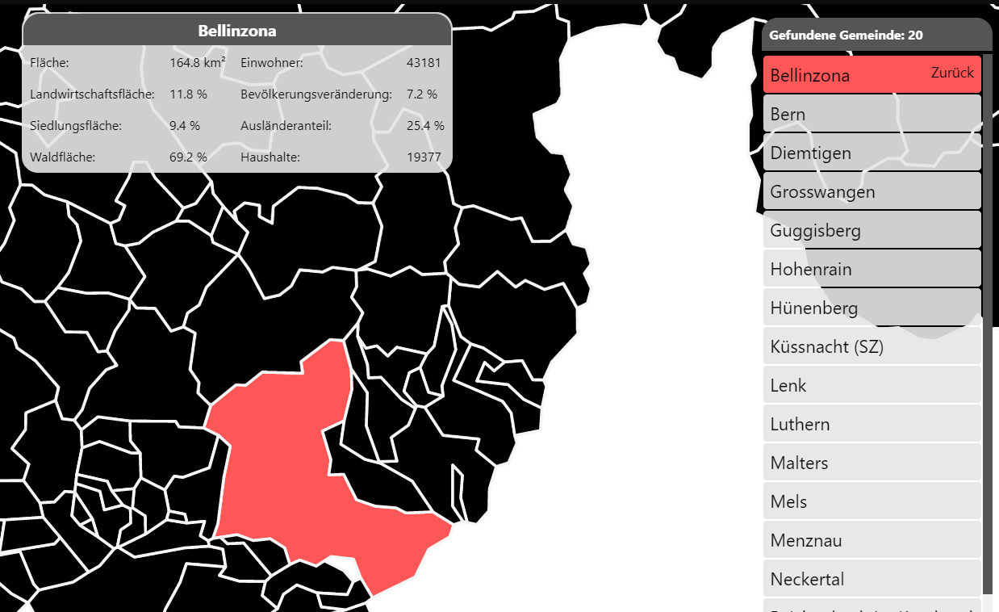 Bellinzona
Fläche: 164.8 km² Einwohner: 43181
Landwirtschaftsfläche: 11.8 % Bevölkerungsveränderung: 7.2 %
Siedlungsfläche: 9.4 % Ausländeranteil: 25.4 %
Waldfläche: 69.2 % Haushalte: 19377
Gefundene Gemeinde: 20
Bellinzona Zurück
Bern
Diemtigen
Grosswangen
Guggisberg
Hohenrain
Hünenberg
Küssnacht (SZ)
Lenk
Luthern
Malters
Mels
Menznau
Neckertal